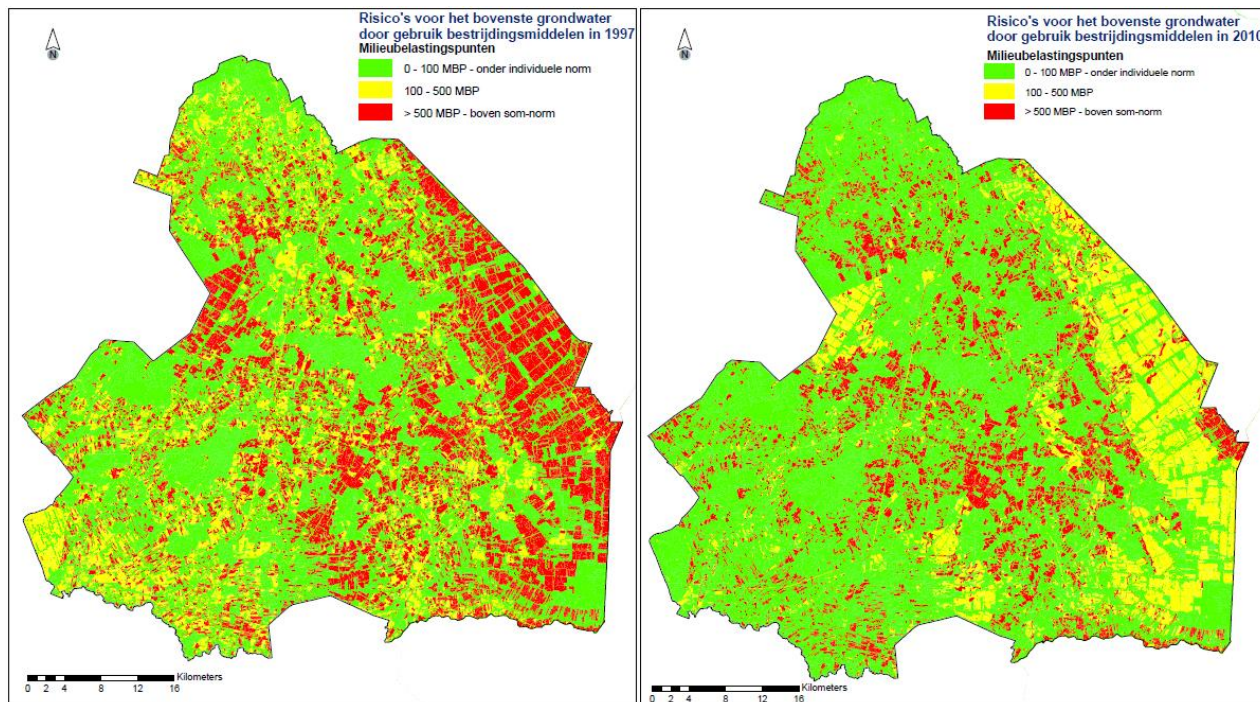 Risico's voor het bovenste grondwater
door gebruik bestrijdingsmiddelen in 1997
Milieubelastingspunten
0 - 100 MBP - onder individuele norm
100 - 500 MBP
> 500 MBP - boven som-norm
N
Kilometers
0 2 4 8 12 16
Risico's voor het bovenste grondwater
door gebruik bestrijdingsmiddelen in 2010
Milieubelastingspunten
0 - 100 MBP - onder individuele norm
100 - 500 MBP
> 500 MBP - boven som-norm
N
Kilometers
0 2 4 8 12 16